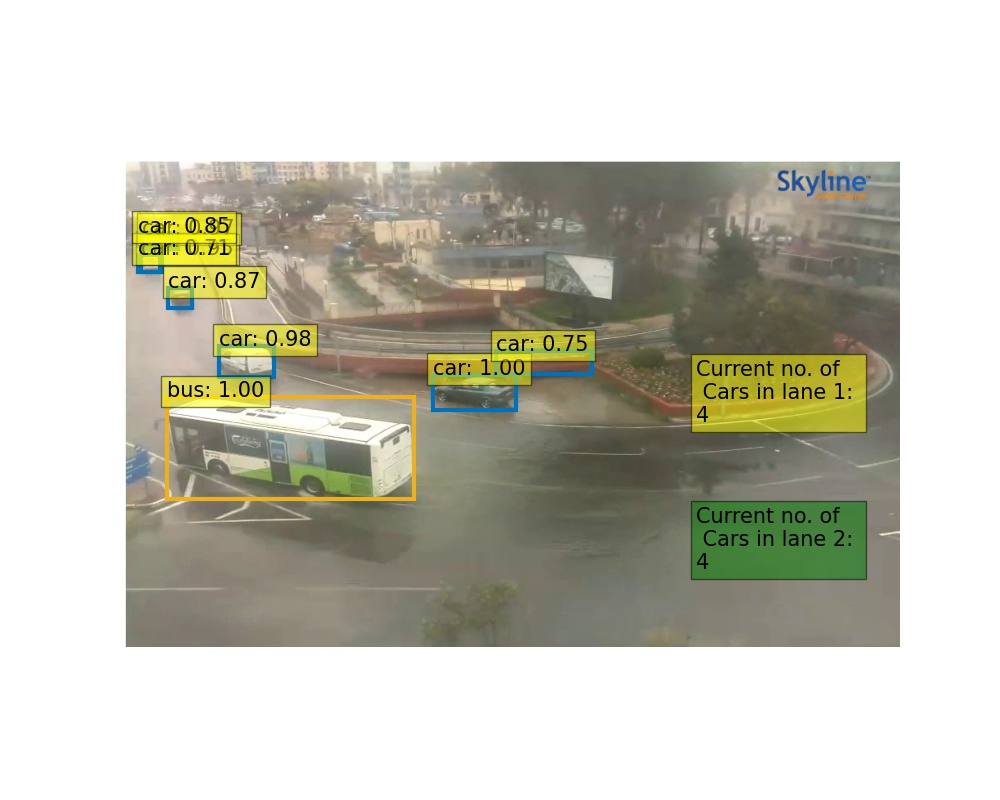 Skyline
car: 0.85
car: 0.71
car: 0.87
car: 0.98
car: 0.75
car: 1.00
bus: 1.00
Current no. of
Cars in lane 1:
4
Current no. of
Cars in lane 2:
4